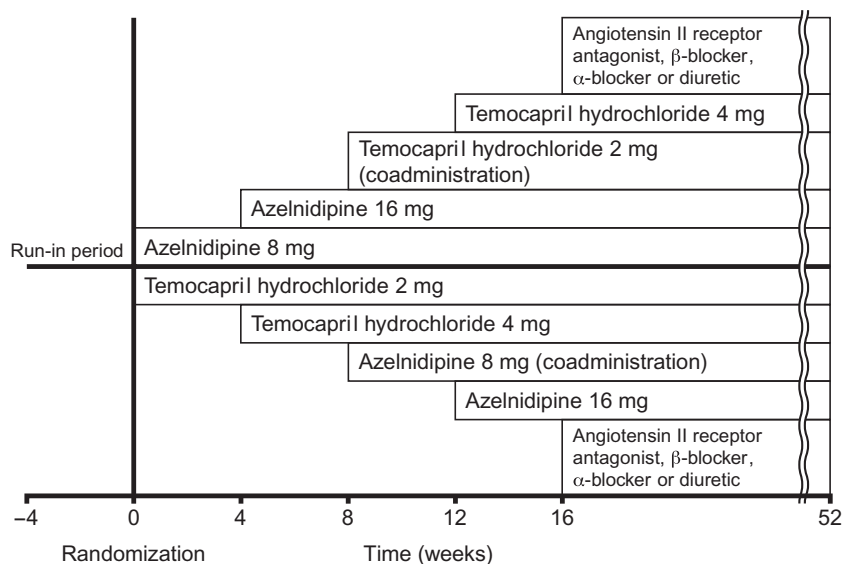 Angiotensin II receptor
antagonist, β-blocker,
α-blocker or diuretic
Temocapril hydrochloride 4 mg
Temocapril hydrochloride 2 mg
(coadministration)
Azelnidipine 16 mg
Run-in period
Azelnidipine 8 mg
Temocapril hydrochloride 2 mg
Temocapril hydrochloride 4 mg
Azelnidipine 8 mg (coadministration)
Azelnidipine 16 mg
Angiotensin II receptor
antagonist, β-blocker,
α-blocker or diuretic
–4 0 4 8 12 16 52
Randomization Time (weeks)